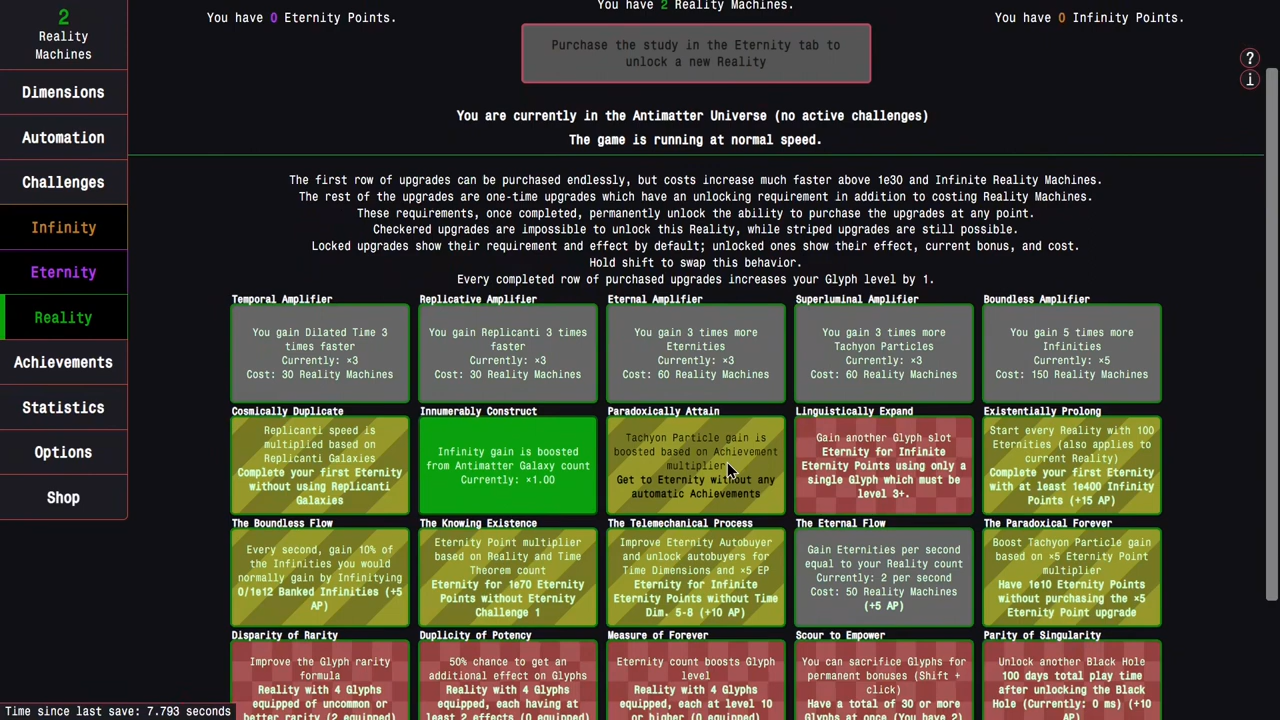 2
Reality
Machines
Dimensions
Automation
Challenges
Infinity
Eternity
Reality
Achievements
Statistics
Options
Shop
You have 0 Eternity Points.
You have 2 Reality Machines.
You have 0 Infinity Points.
Purchase the study in the Eternity tab to
unlock a new Reality
?
i
You are currently in the Antimatter Universe (no active challenges)
The game is running at normal speed.
The first row of upgrades can be purchased endlessly, but costs increase much faster above 1e30 and Infinite Reality Machines.
The rest of the upgrades are one-time upgrades which have an unlocking requirement in addition to costing Reality Machines.
These requirements, once completed, permanently unlock the ability to purchase the upgrades at any point.
Checkered upgrades are impossible to unlock this Reality, while striped upgrades are still possible.
Locked upgrades show their requirement and effect by default; unlocked ones show their effect, current bonus, and cost.
Hold shift to swap this behavior.
Every completed row of purchased upgrades increases your Glyph level by 1.
Temporal Amplifier
You gain Dilated Time 3
times faster
Currently: ×3
Cost: 30 Reality Machines
Replicative Amplifier
You gain Replicanti 3 times
faster
Currently: ×3
Cost: 30 Reality Machines
Eternal Amplifier
You gain 3 times more
Eternities
Currently: ×3
Cost: 60 Reality Machines
Superluminal Amplifier
You gain 3 times more
Tachyon Particles
Currently: ×3
Cost: 60 Reality Machines
Boundless Amplifier
You gain 5 times more
Infinities
Currently: ×5
Cost: 150 Reality Machines
Cosmically Duplicate
Replicanti speed is
multiplied based on
Replicanti Galaxies
Complete your first Eternity
without using Replicanti
Galaxies
Innumerably Construct
Infinity gain is boosted
from Antimatter Galaxy count
Currently: ×1.00
Paradoxically Attain
Tachyon Particle gain is
boosted based on Achievement
multiplier
Get to Eternity without any
automatic Achievements
Linguistically Expand
Gain another Glyph slot
Eternity for Infinite
Eternity Points using only a
single Glyph which must be
level 3+.
Existentially Prolong
Start every Reality with 100
Eternities (also applies to
current Reality)
Complete your first Eternity
with at least 1e400 Infinity
Points (+15 AP)
The Boundless Flow
Every second, gain 10% of
the Infinities you would
normally gain by Infinitying
0/1e12 Banked Infinities (+5
AP)
The Knowing Existence
Eternity Point multiplier
based on Reality and Time
Theorem count
Eternity for 1e70 Eternity
Points without Eternity
Challenge 1
The Telemechanical Process
Improve Eternity Autobuyer
and unlock autobuyers for
Time Dimensions and ×5 EP
Eternity for Infinite
Eternity Points without Time
Dim. 5-8 (+10 AP)
The Eternal Flow
Gain Eternities per second
equal to your Reality count
Currently: 2 per second
Cost: 50 Reality Machines
(+5 AP)
The Paradoxical Forever
Boost Tachyon Particle gain
based on ×5 Eternity Point
multiplier
Have 1e10 Eternity Points
without purchasing the ×5
Eternity Point upgrade
Disparity of Rarity
Improve the Glyph rarity
formula
Reality with 4 Glyphs
equipped of uncommon or
better rarity (2 equipped)
Duplicity of Potency
50% chance to get an
additional effect on Glyphs
Reality with 4 Glyphs
equipped, each having at
least 2 effects (0 equipped)
Measure of Forever
Eternity count boosts Glyph
level
Reality with 4 Glyphs
equipped, each at level 10
or higher (0 equipped)
Scour to Empower
You can sacrifice Glyphs for
permanent bonuses (Shift +
click)
Have a total of 30 or more
Glyphs at once (You have 2)
Parity of Singularity
Unlock another Black Hole
100 days total play time
after unlocking the Black
Hole (Currently: 0 ms) (+10
AP)
Time since last save: 7.793 seconds